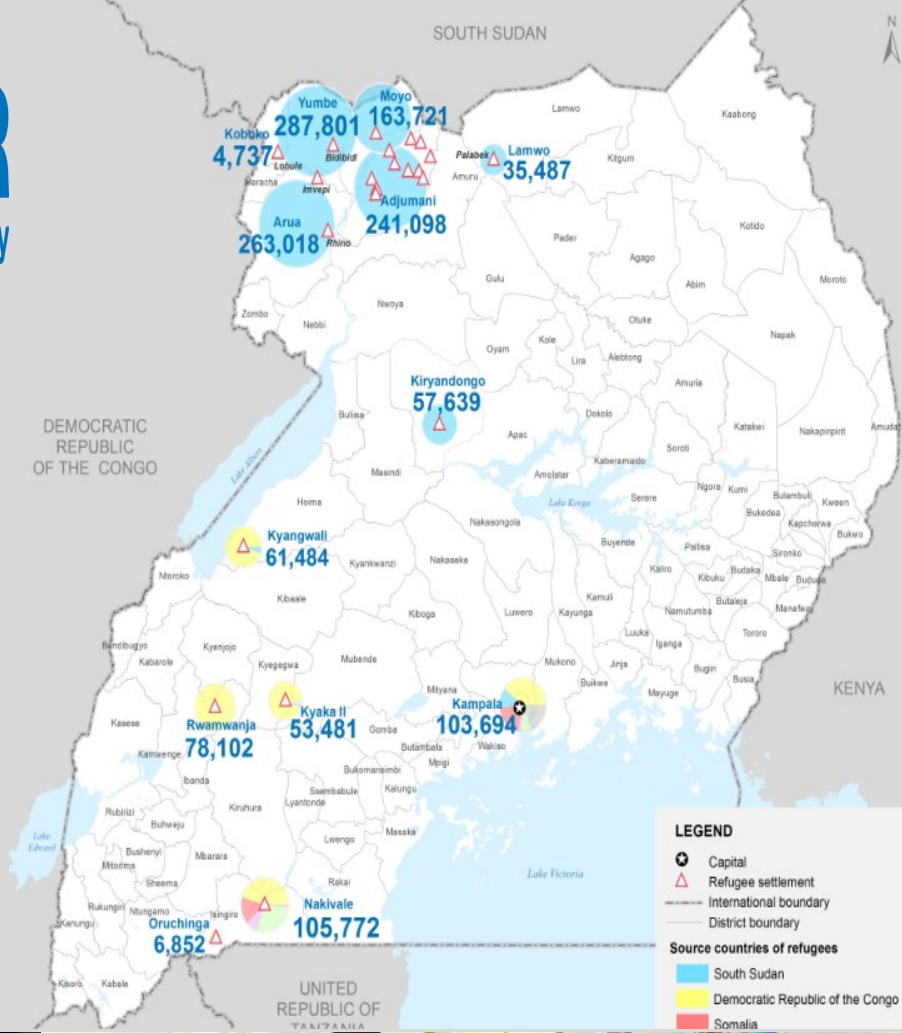 SOUTH SUDAN
N
R
y
Yumbe
287,801
Moyo
163,721
Koboko
4,737
Lobule
Bidibidi
Maracha
Imvepi
Adjumani
241,098
Arua
263,018
Rhino
Palabek
Lamwo
35,487
Amuru
Lamwo
Kitgum
Kaabong
Kotido
Pader
Agago
Abim
Moroto
Gulu
Nwoya
Zombo
Nebbi
Otuke
Napak
Oyam
Kole
Lira
Alebtong
Amuria
Kiryandongo
57,639
Buliisa
Masindi
Apac
Dokolo
Kaberamaido
Soroti
Katakwi
Nakapiripirit
Amudat
Amolatar
Lake Kyoga
Serere
Ngora
Kumi
Bulambuli
Kween
Bukedea
Kapchorwa
Bukwo
DEMOCRATIC
REPUBLIC
OF THE CONGO
Lake Albert
Hoima
Kyangwali
61,484
Nakasongola
Buyende
Pallisa
Sironko
Kyankwanzi
Nakaseke
Kaliro
Kibuku
Budaka
Mbale
Bududa
Ntoroko
Kibaale
Kiboga
Luwero
Kayunga
Kamuli
Namutumba
Butaleja
Manafwa
Luuka
Iganga
Tororo
Bundibugyo
Kabarole
Kyenjojo
Kyegegwa
Mubende
Mukono
Jinja
Bugiri
Busia
Buikwe
Mayuge
KENYA
Mityana
Kampala
103,694
Wakiso
Kasese
Rwamwanja
78,102
Kyaka II
53,481
Gomba
Butambala
Mpigi
Kamwenge
Ibanda
Bukomansimbi
Kiruhura
Ssembabule
Lyantonde
Kalungu
Rubirizi
Buhweju
Lwengo
Masaka
Lake
Edward
Bushenyi
Mitooma
Mbarara
Sheema
Rakai
Lake Victoria
Rukungiri
Ntungamo
Isingiro
Kanungu
Nakivale
105,772
Oruchinga
6,852
Kisoro
Kabale
UNITED
REPUBLIC OF
TANZANIA
LEGEND
Capital
Refugee settlement
International boundary
District boundary
Source countries of refugees
South Sudan
Democratic Republic of the Congo
Somalia